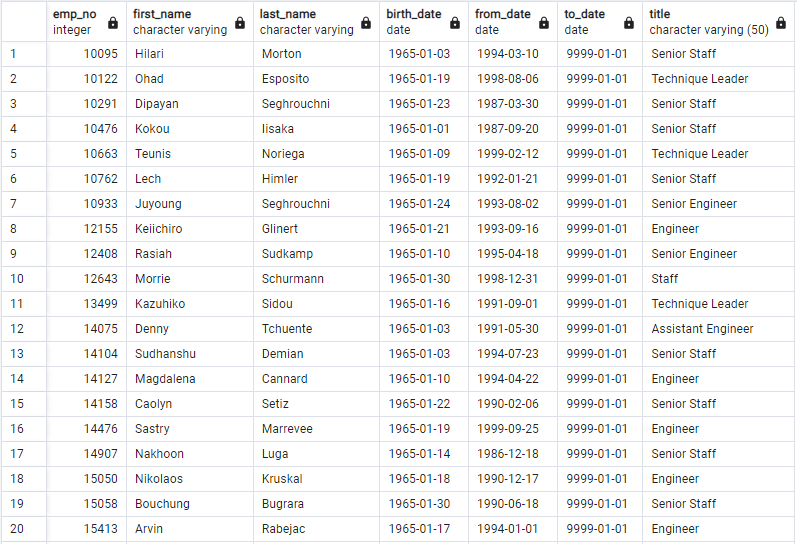 emp_no first_name last_name birth_date from_date to_date title
integer character varying character varying date date date character varying (50)
1 10095 Hilari Morton 1965-01-03 1994-03-10 9999-01-01 Senior Staff
2 10122 Ohad Esposito 1965-01-19 1998-08-06 9999-01-01 Technique Leader
3 10291 Dipayan Seghrouchni 1965-01-23 1987-03-30 9999-01-01 Senior Staff
4 10476 Kokou Iisaka 1965-01-01 1987-09-20 9999-01-01 Senior Staff
5 10663 Teunis Noriega 1965-01-09 1999-02-12 9999-01-01 Technique Leader
6 10762 Lech Himler 1965-01-19 1992-01-21 9999-01-01 Senior Staff
7 10933 Juyoung Seghrouchni 1965-01-24 1993-08-02 9999-01-01 Senior Engineer
8 12155 Keiichiro Glinert 1965-01-21 1993-09-16 9999-01-01 Engineer
9 12408 Rasiah Sudkamp 1965-01-10 1995-04-18 9999-01-01 Senior Engineer
10 12643 Morrie Schurmann 1965-01-30 1998-12-31 9999-01-01 Staff
11 13499 Kazuhiko Sidou 1965-01-16 1991-09-01 9999-01-01 Technique Leader
12 14075 Denny Tchuente 1965-01-03 1991-05-30 9999-01-01 Assistant Engineer
13 14104 Sudhanshu Demian 1965-01-03 1994-07-23 9999-01-01 Senior Staff
14 14127 Magdalena Cannard 1965-01-10 1994-04-22 9999-01-01 Engineer
15 14158 Caolyn Setiz 1965-01-22 1990-02-06 9999-01-01 Senior Staff
16 14476 Sastry Marrevee 1965-01-19 1999-09-25 9999-01-01 Engineer
17 14907 Nakhoon Luga 1965-01-14 1986-12-18 9999-01-01 Senior Staff
18 15050 Nikolaos Kruskal 1965-01-18 1990-12-17 9999-01-01 Engineer
19 15058 Bouchung Bugrara 1965-01-30 1990-06-18 9999-01-01 Senior Staff
20 15413 Arvin Rabejac 1965-01-17 1994-01-01 9999-01-01 Engineer